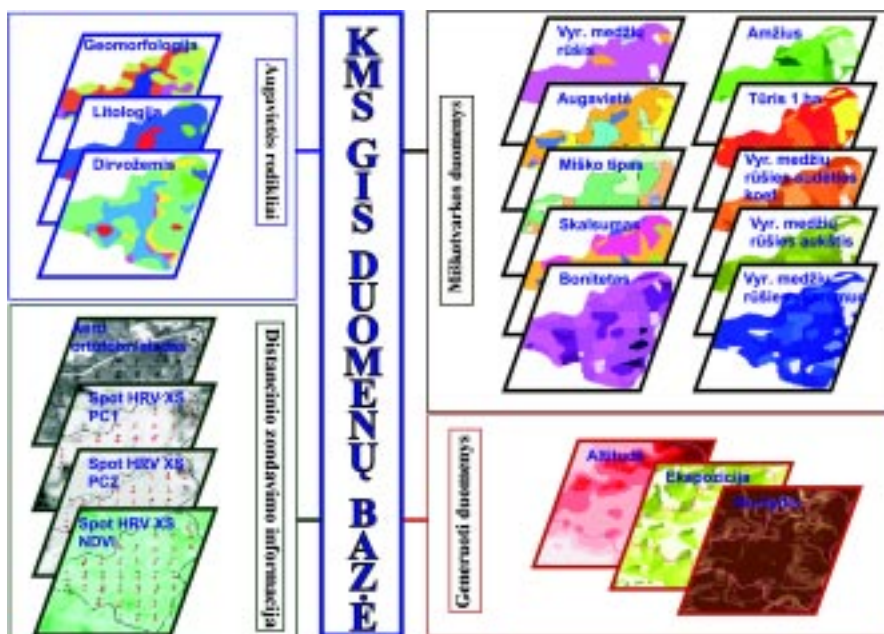 Geomorfologija
Litologija
Dirvožemis
Augavietės rodikliai
KMS GIS DUOMENŲ BAZĖ
Vyr. medžių
rūšis
Augavietė
Miško tipas
Skalsumas
Bonitetas
Amžius
Tūris 1 ha
Vyr. medžių
rūšies sudėties
koef
Vyr. medžių
rūšies aukštis
Vyr. medžių
rūšies
Miškotvarkos duomenys
Aero
Spot HRV XS
PC1
Spot HRV XS
PC2
Spot HRV XS
NDVI
Distancinio zondavimo informacija
Altitudė
Ekspozicija
Generuoti duomenys